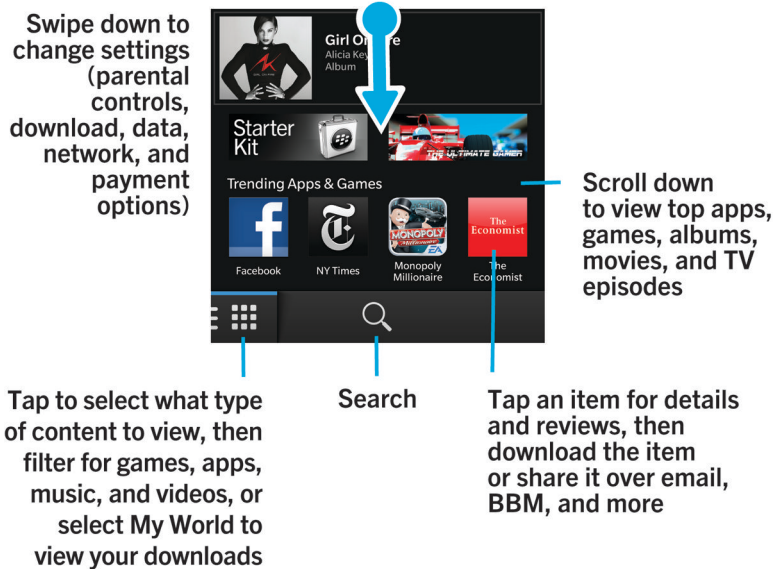 Swipe down to
change settings
(parental
controls,
download, data,
network, and
payment
options)
Girl On Fire
Alicia Keys
Album
Starter
Kit
THE ULTIMATE GAMER
Trending Apps & Games
The
Economist
MONOPOLY
Millionaire
EA
Facebook
NY Times
Monopoly
Millionaire
The
Economist
Scroll down
to view top apps,
games, albums,
movies, and TV
episodes
Tap to select what type
of content to view, then
filter for games, apps,
music, and videos, or
select My World to
view your downloads
Search
Tap an item for details
and reviews, then
download the item
or share it over email,
BBM, and more